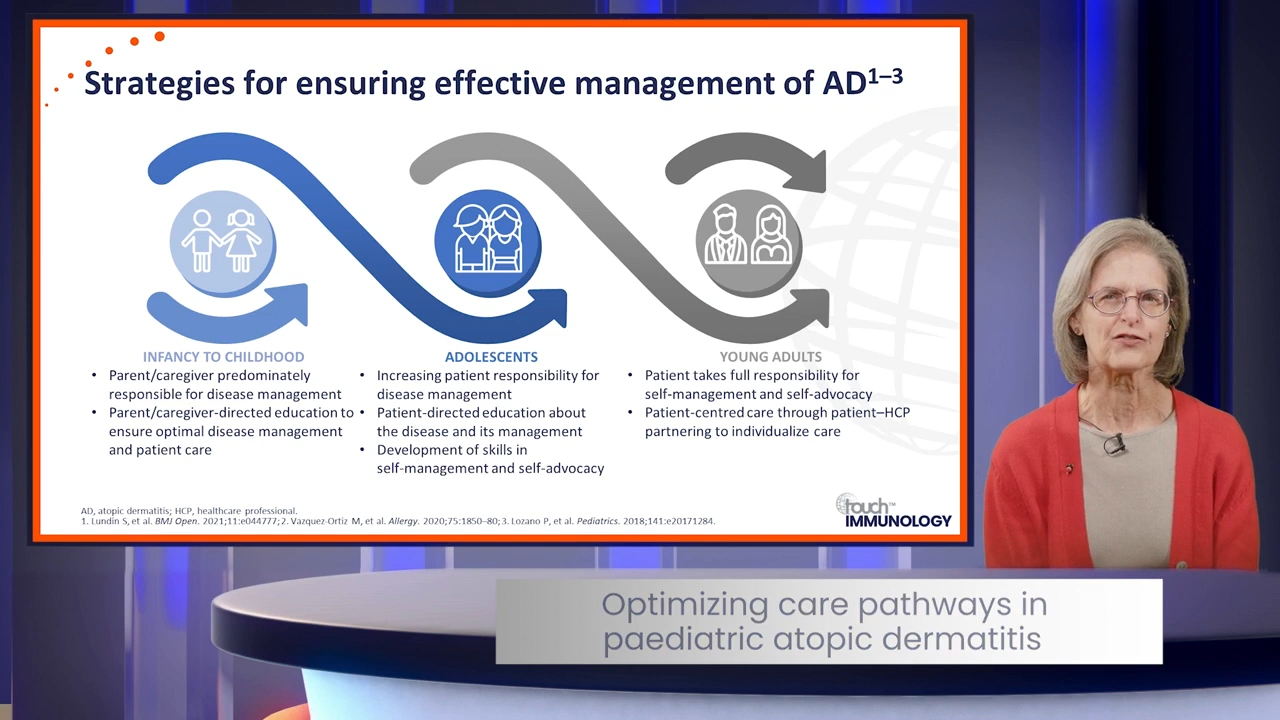 Strategies for ensuring effective management of AD1–3
INFANCY TO CHILDHOOD
• Parent/caregiver predominately
responsible for disease management
• Parent/caregiver-directed education to
ensure optimal disease management
and patient care
ADOLESCENTS
• Increasing patient responsibility for
disease management
• Patient-directed education about
the disease and its management
• Development of skills in
self-management and self-advocacy
YOUNG ADULTS
• Patient takes full responsibility for
self-management and self-advocacy
• Patient-centred care through patient–HCP
partnering to individualize care
AD, atopic dermatitis; HCP, healthcare professional.
1. Lundin S, et al. BMJ Open. 2021;11:e044777; 2. Vazquez-Ortiz M, et al. Allergy. 2020;75:1850–80; 3. Lozano P, et al. Pediatrics. 2018;141:e20171284.
touch™
IMMUNOLOGY
Optimizing care pathways in
paediatric atopic dermatitis